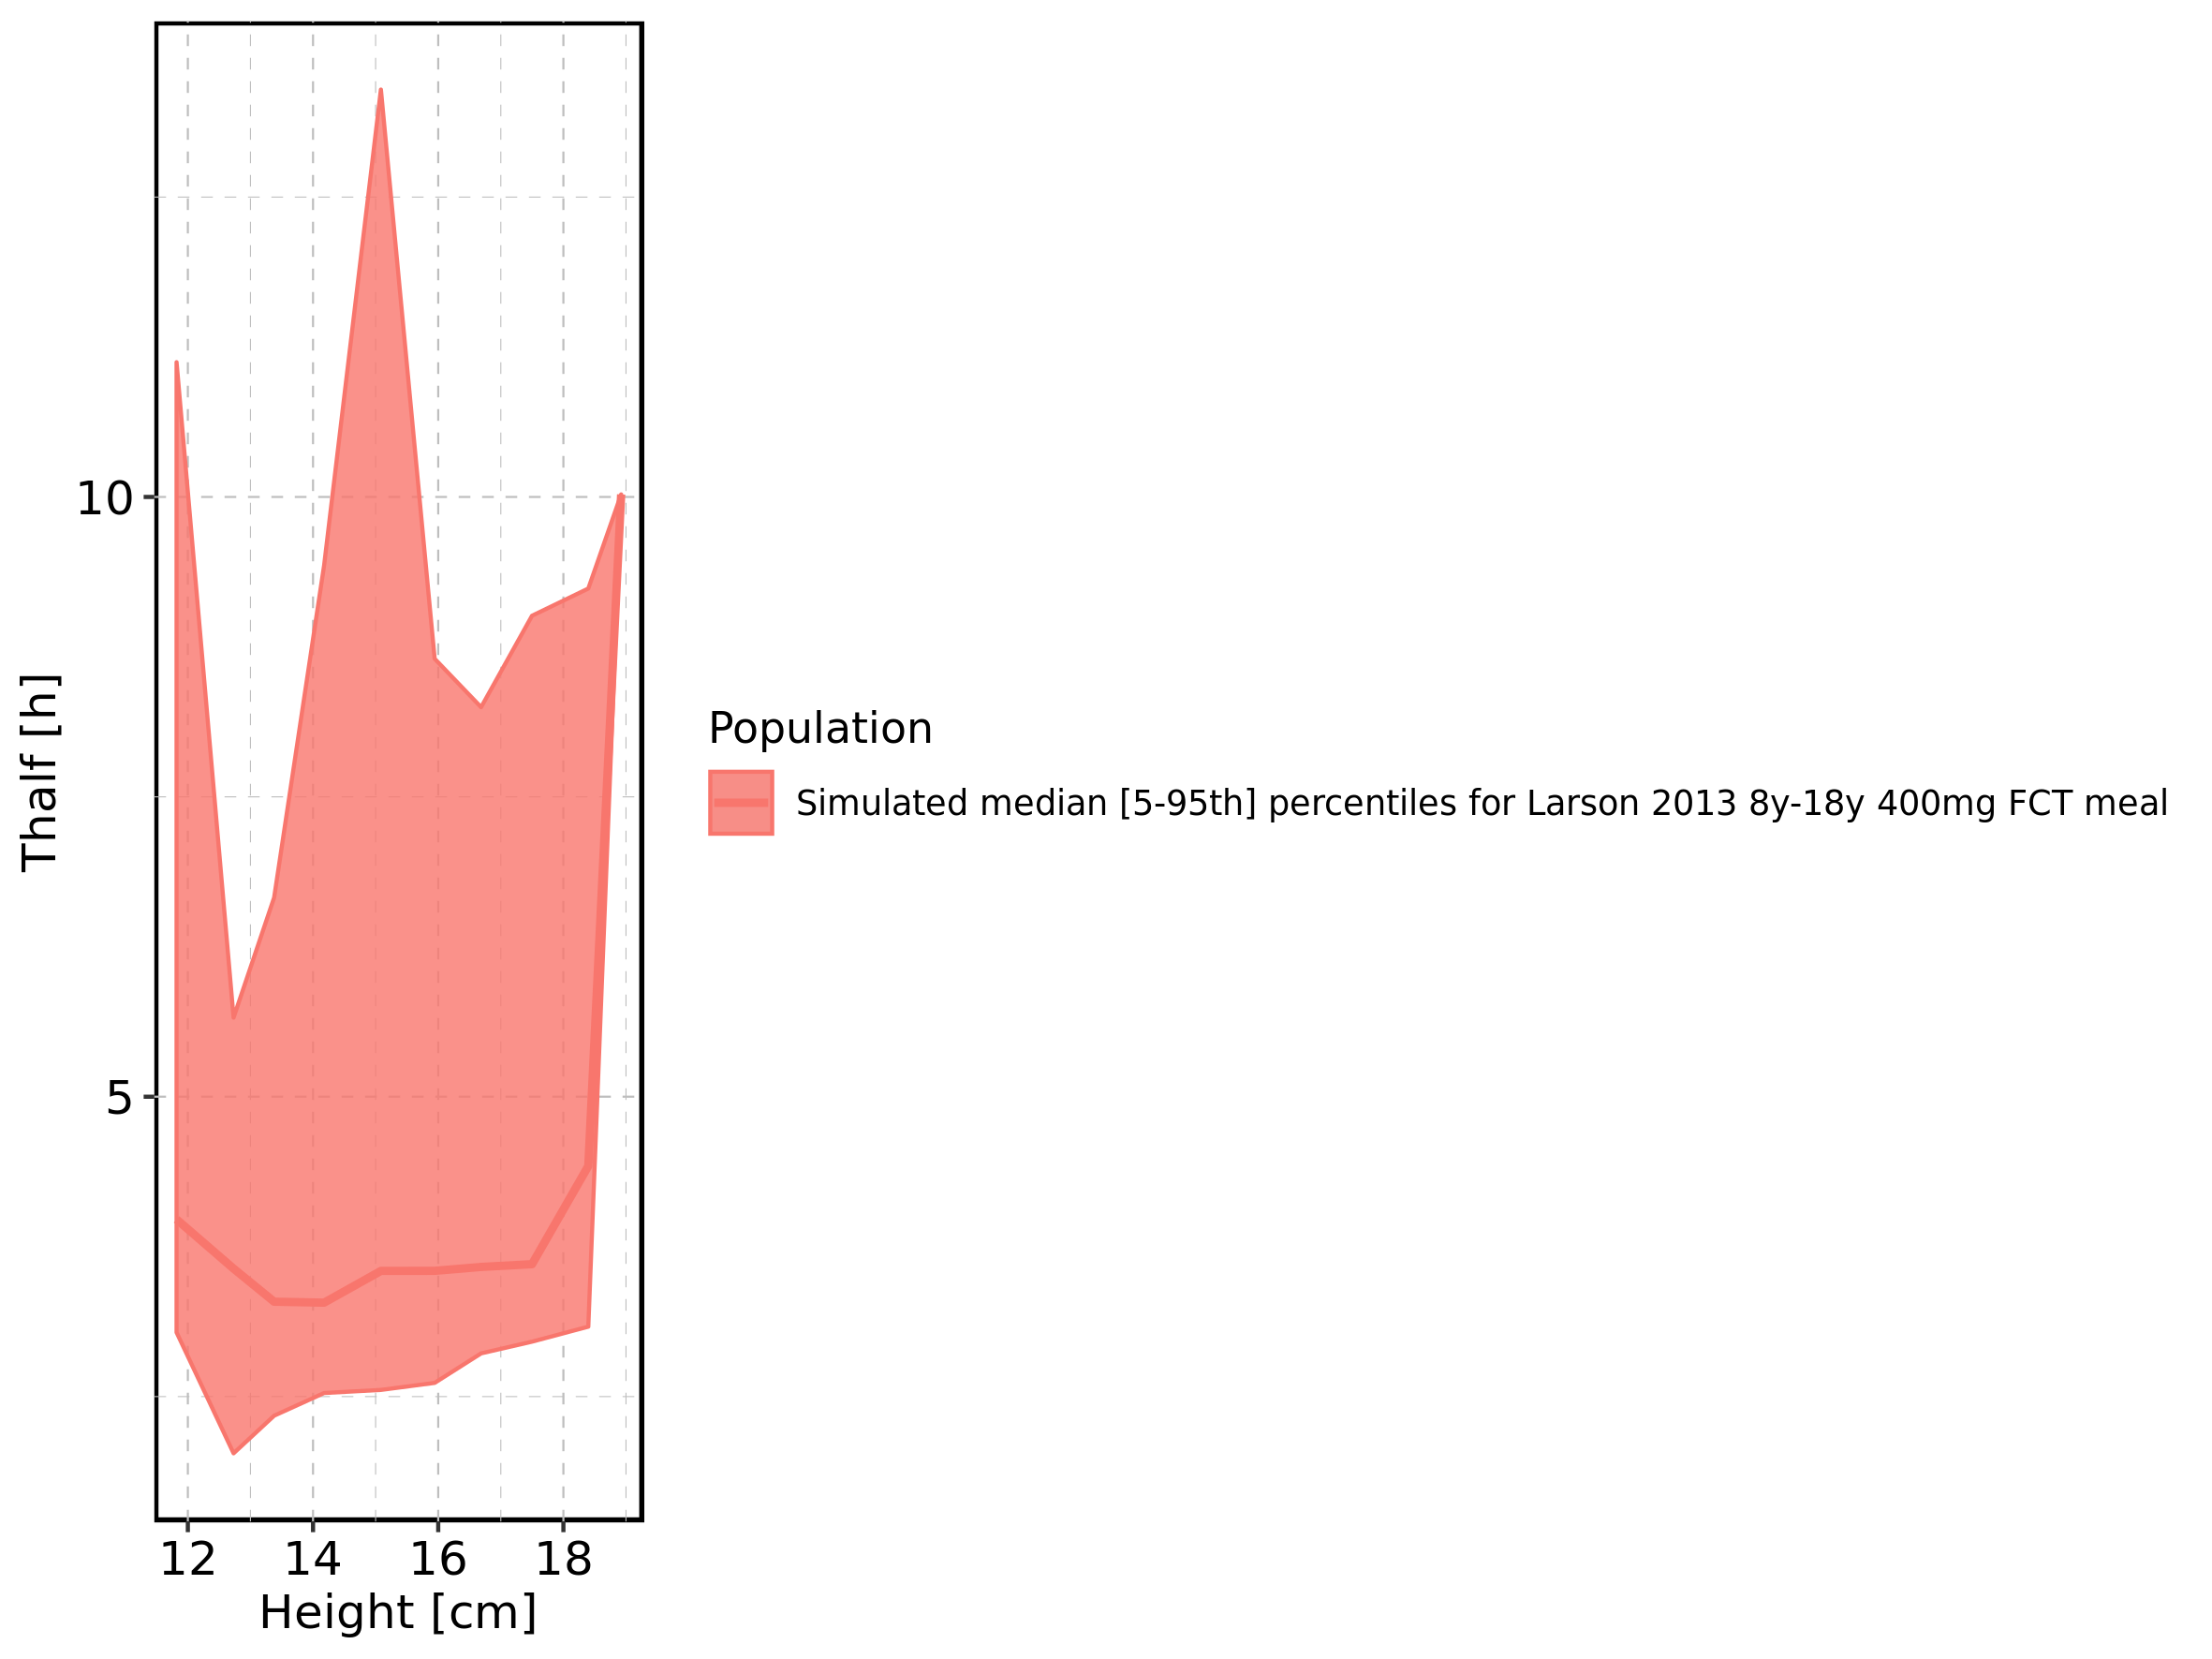 Thalf [h]
10
5
12 14 16 18
Height [cm]
Population
Simulated median [5-95th] percentiles for Larson 2013 8y-18y 400mg FCT meal